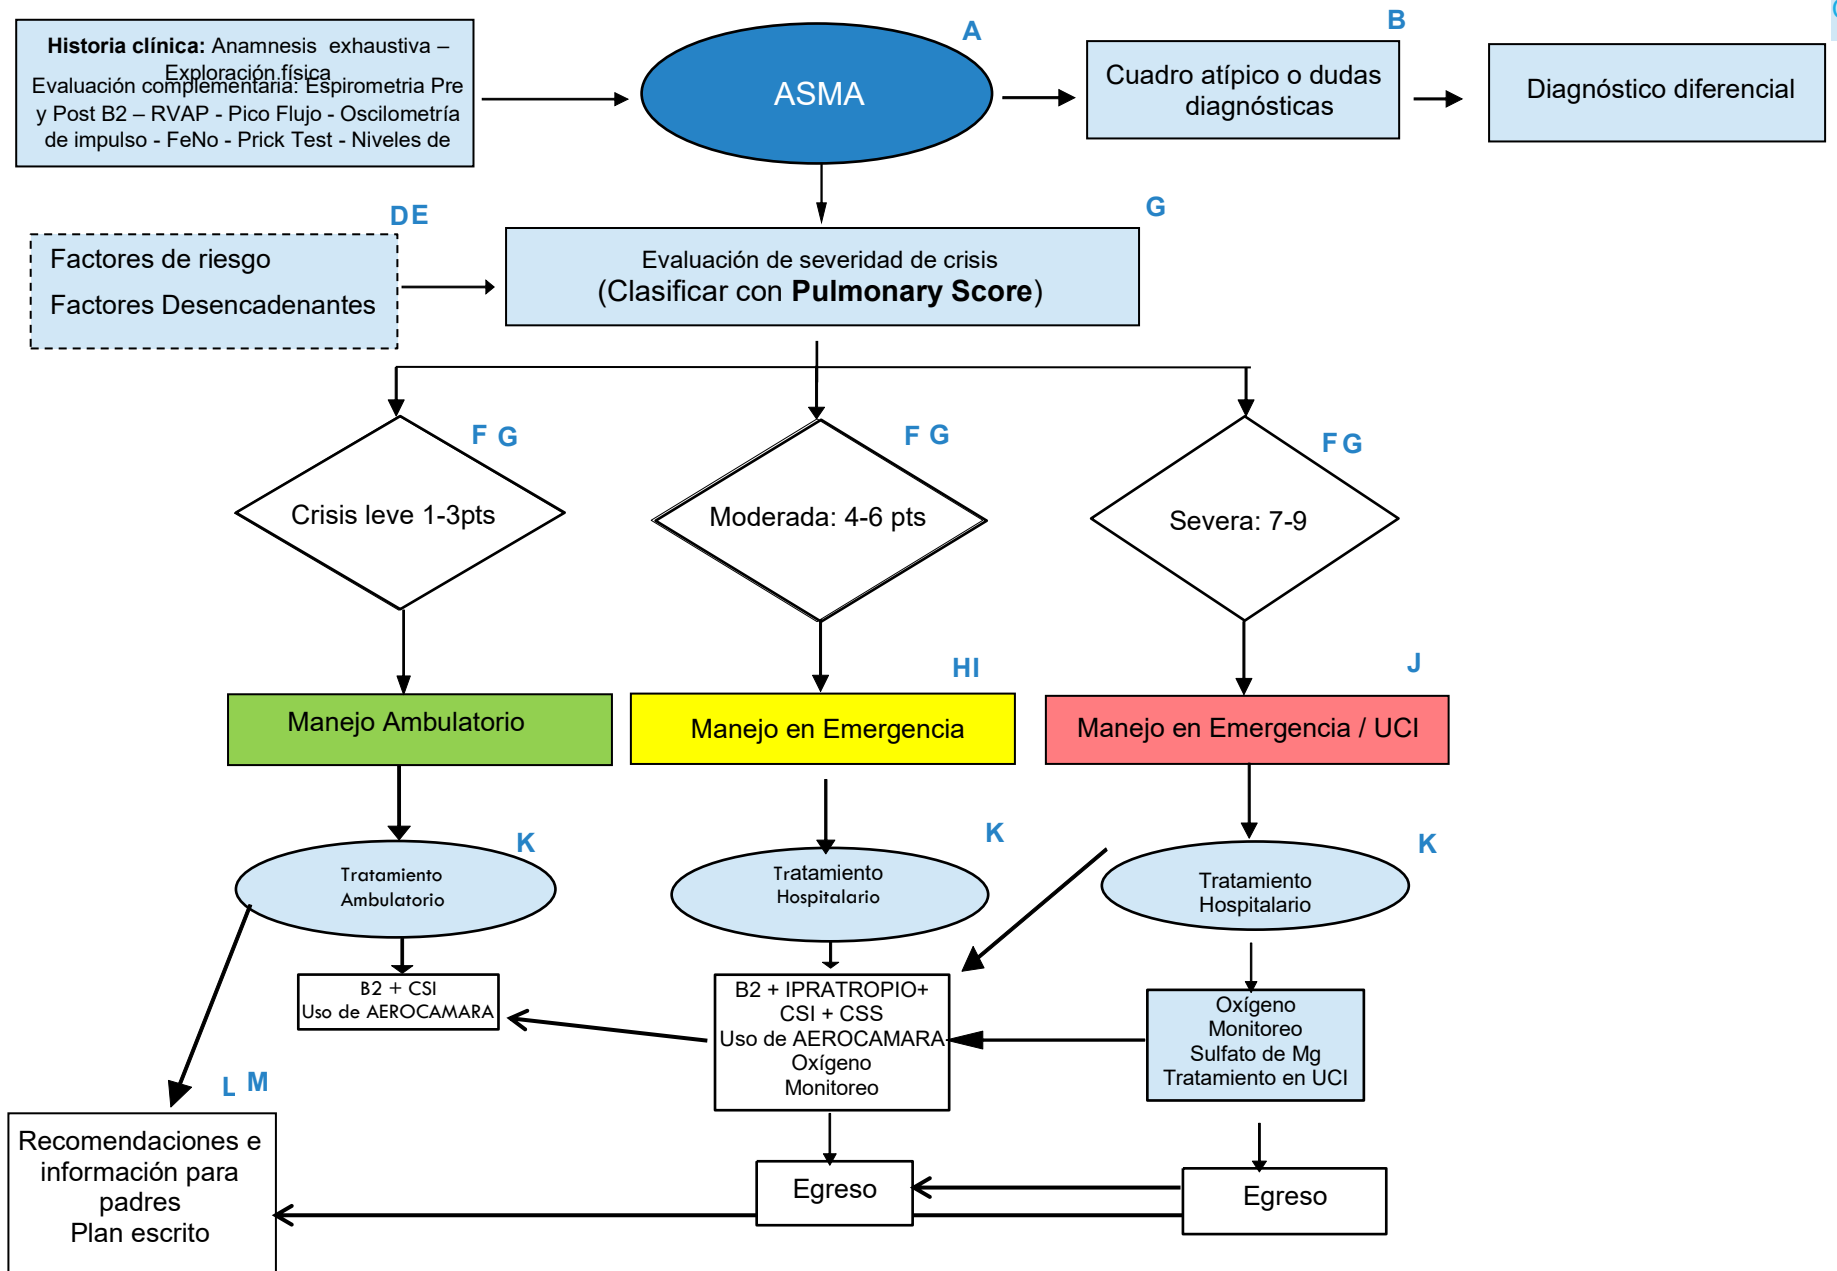 Historia clínica: Anamnesis exhaustiva –
Exploración física
Evaluación complementaria: Espirometria Pre
y Post B2 – RVAP - Pico Flujo - Oscilometría
de impulso - FeNo - Prick Test - Niveles de
A
ASMA
B
Cuadro atípico o dudas
diagnósticas
Diagnóstico diferencial
D E
Factores de riesgo
Factores Desencadenantes
G
Evaluación de severidad de crisis
(Clasificar con Pulmonary Score)
F G
Crisis leve 1-3pts
F G
Moderada: 4-6 pts
F G
Severa: 7-9
Manejo Ambulatorio
H I
Manejo en Emergencia
J
Manejo en Emergencia / UCI
K
Tratamiento
Ambulatorio
K
Tratamiento
Hospitalario
K
Tratamiento
Hospitalario
B2 + CSI
Uso de AEROCAMARA
B2 + IPRATROPIO+
CSI + CSS
Uso de AEROCAMARA
Oxígeno
Monitoreo
Oxígeno
Monitoreo
Sulfato de Mg
Tratamiento en UCI
L M
Recomendaciones e
información para
padres
Plan escrito
Egreso
Egreso